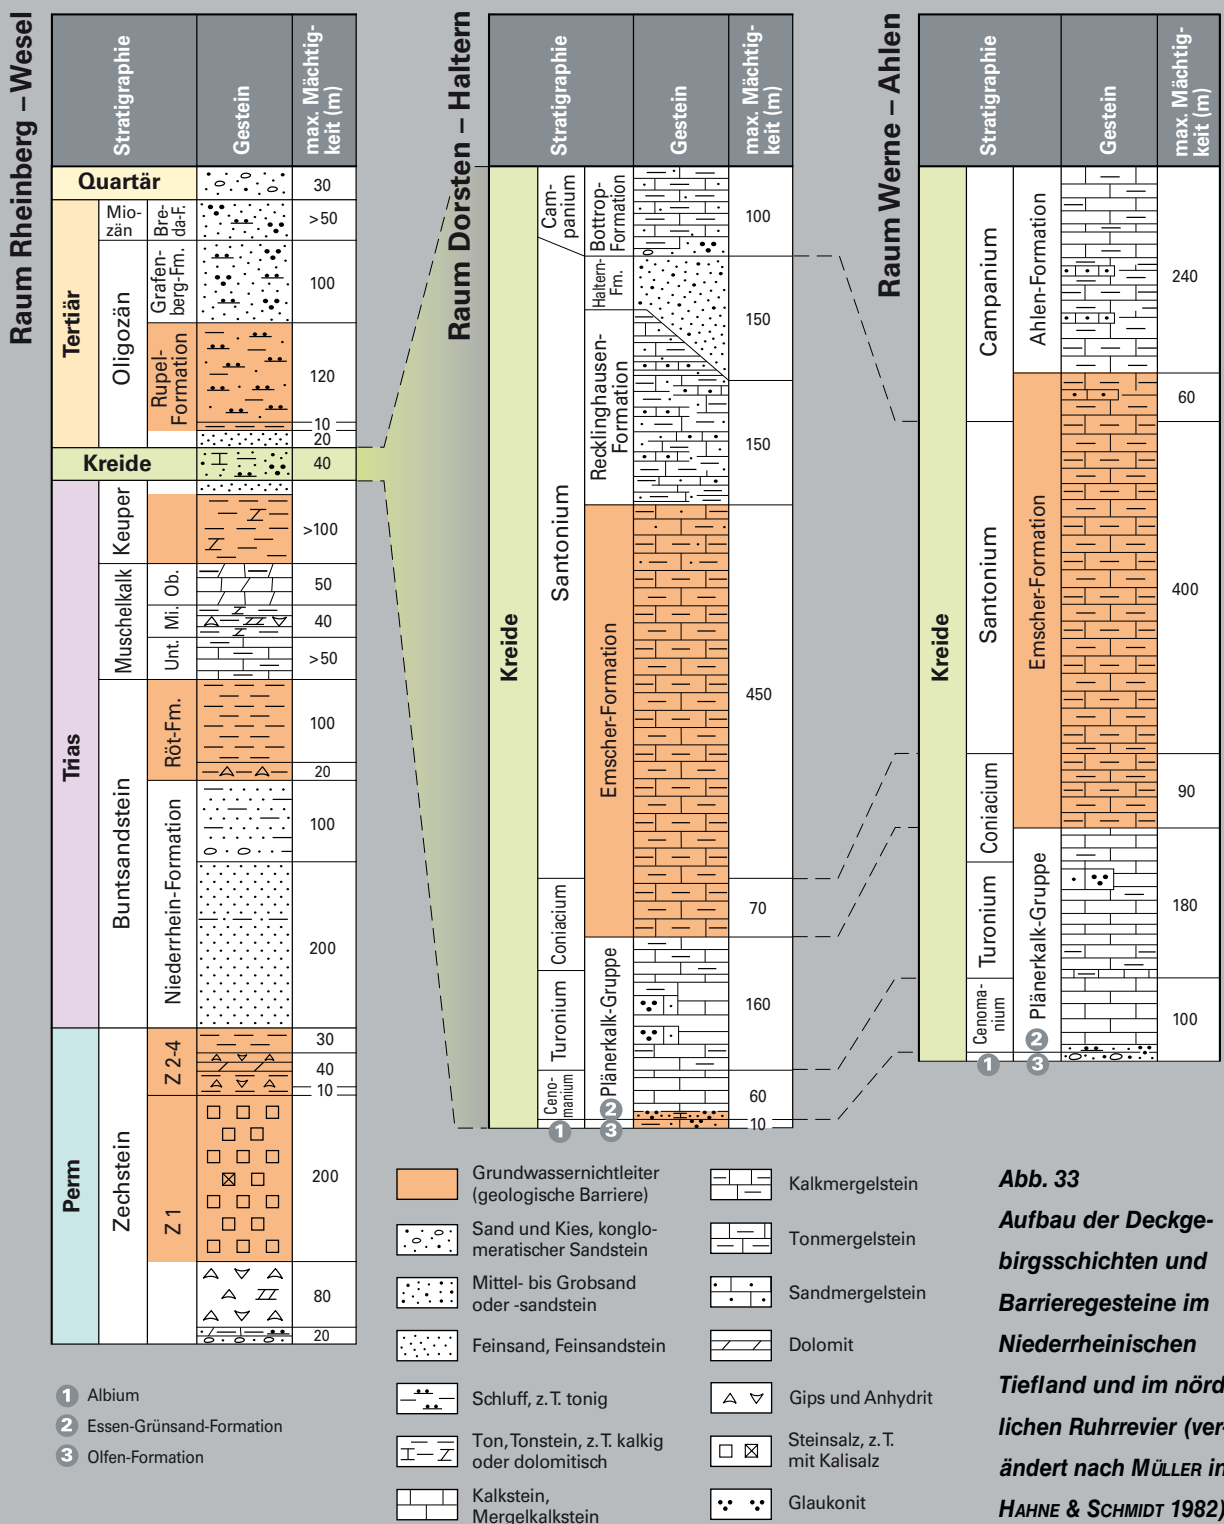 Raum Rheinberg – Wesel
Stratigraphie
Gestein
max. Mächtig-
keit (m)
Quartär
30
Tertiär
Mio-
zän
Bre-
da-F.
>50
Oligozän
Grafen-
berg-Fm.
100
Rupel-
Formation
120
10
20
Kreide
40
Trias
Keuper
>100
Muschelkalk
Ob.
50
Mi.
40
Unt.
>50
Buntsandstein
Röt-Fm.
100
20
Niederrhein-Formation
100
200
Perm
Zechstein
Z 2-4
30
40
10
Z 1
200
80
20
Raum Dorsten – Haltern
Stratigraphie
Gestein
max. Mächtig-
keit (m)
Kreide
Cam-
panium
Bottrop-
Formation
100
Santonium
Haltern-
Fm.
150
Recklinghausen-
Formation
150
Emscher-Formation
450
Coniacium
70
Turonium
Plänerkalk-Gruppe
160
Ceno-
manium
60
2
10
1
3
Raum Werne – Ahlen
Stratigraphie
Gestein
max. Mächtig-
keit (m)
Kreide
Campanium
Ahlen-Formation
240
60
Santonium
Emscher-Formation
400
Coniacium
90
Turonium
Plänerkalk-Gruppe
180
Cenoma-
nium
100
2
1
3
1 Albium
2 Essen-Grünsand-Formation
3 Olfen-Formation
Grundwassernichtleiter
(geologische Barriere)
Sand und Kies, konglo-
meratischer Sandstein
Mittel- bis Grobsand
oder -sandstein
Feinsand, Feinsandstein
Schluff, z. T. tonig
Ton, Tonstein, z. T. kalkig
oder dolomitisch
Kalkstein,
Mergelkalkstein
Kalkmergelstein
Tonmergelstein
Sandmergelstein
Dolomit
Gips und Anhydrit
Steinsalz, z. T.
mit Kalisalz
Glaukonit
Abb. 33
Aufbau der Deckge-
birgsschichten und
Barrieregesteine im
Niederrheinischen
Tiefland und im nörd
lichen Ruhrrevier (ver-
ändert nach MÜLLER in
HAHNE & SCHMIDT 1982)